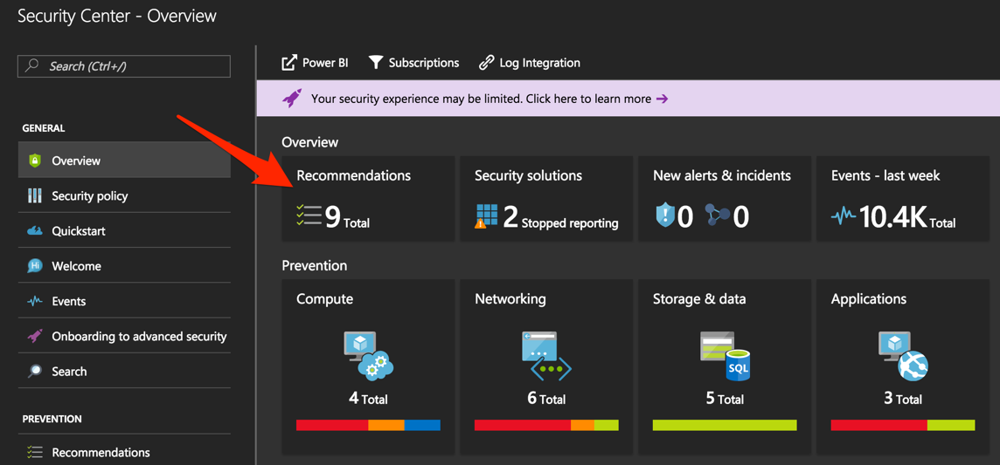 Security Center - Overview
Search (Ctrl+/)
GENERAL
Overview
Security policy
Quickstart
Hi
Welcome
Events
Onboarding to advanced security
Search
PREVENTION
Recommendations
Power BI
Subscriptions
Log Integration
Your security experience may be limited. Click here to learn more →
Overview
Recommendations
9 Total
Security solutions
2 Stopped reporting
New alerts & incidents
0 0
Events - last week
10.4K Total
Prevention
Compute
4 Total
Networking
6 Total
Storage & data
SQL
5 Total
Applications
3 Total